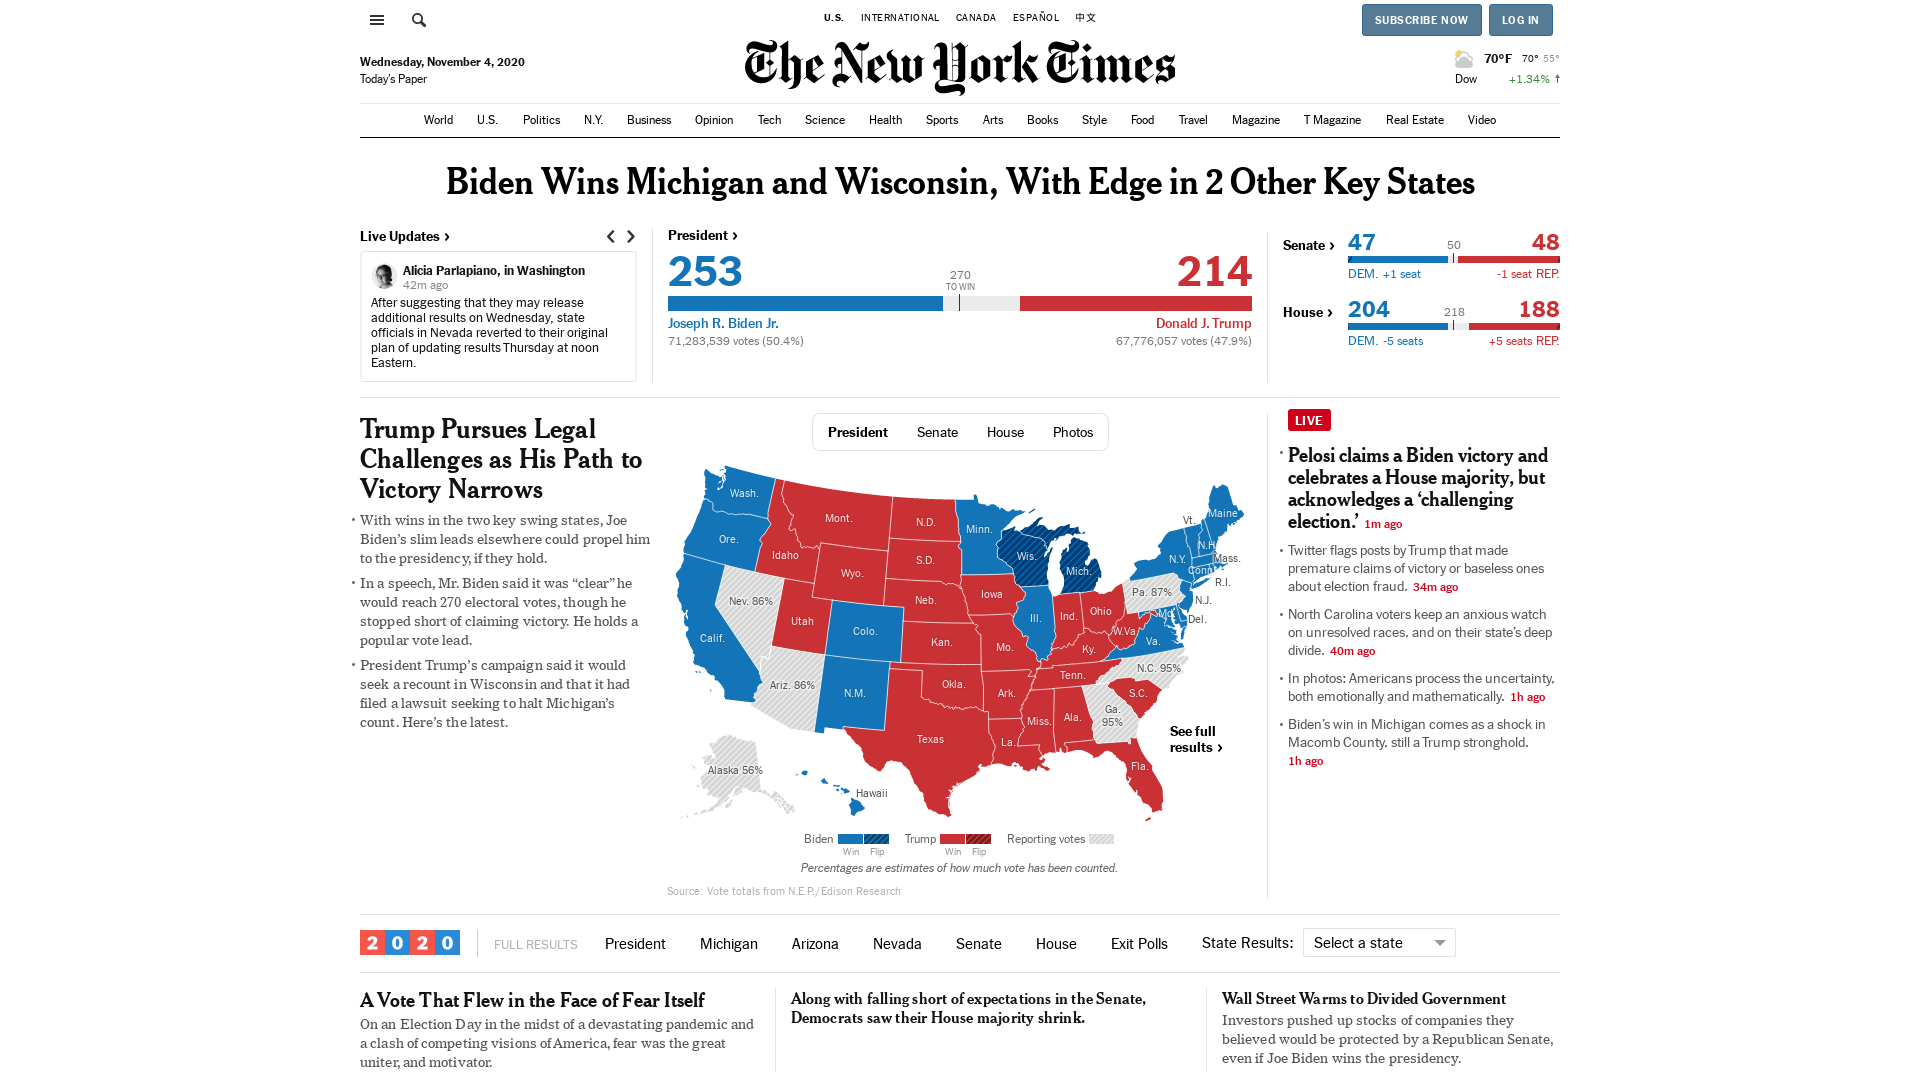 U.S. INTERNATIONAL CANADA ESPAÑOL 中文
SUBSCRIBE NOW LOG IN
The New York Times
Wednesday, November 4, 2020
Today's Paper
70°F 70° 55°
Dow +1.34% ↑
World U.S. Politics N.Y. Business Opinion Tech Science Health Sports Arts Books Style Food Travel Magazine T Magazine Real Estate Video
Biden Wins Michigan and Wisconsin, With Edge in 2 Other Key States
Live Updates ›
Alicia Parlapiano, in Washington
42m ago
After suggesting that they may release
additional results on Wednesday, state
officials in Nevada reverted to their original
plan of updating results Thursday at noon
Eastern.
President ›
253
270
TO WIN
214
Joseph R. Biden Jr.
Donald J. Trump
71,283,539 votes (50.4%)
67,776,057 votes (47.9%)
Senate ›
47
50
48
DEM. +1 seat
-1 seat REP.
House ›
204
218
188
DEM. -5 seats
+5 seats REP.
Trump Pursues Legal
Challenges as His Path to
Victory Narrows
• With wins in the two key swing states, Joe
Biden's slim leads elsewhere could propel him
to the presidency, if they hold.
• In a speech, Mr. Biden said it was “clear” he
would reach 270 electoral votes, though he
stopped short of claiming victory. He holds a
popular vote lead.
• President Trump's campaign said it would
seek a recount in Wisconsin and that it had
filed a lawsuit seeking to halt Michigan's
count. Here's the latest.
President Senate House Photos
Wash.
Mont.
N.D.
Minn.
Vt.
Maine
Ore.
Idaho
S.D.
Wis.
N.H.
Mass.
Wyo.
Mich.
N.Y.
Conn.
R.I.
Nev. 86%
Neb.
Iowa
Pa. 87%
N.J.
Utah
Colo.
Ill.
Ind.
Ohio
Md.
Del.
Calif.
Kan.
Mo.
W.Va.
Ky.
Va.
Ariz. 86%
N.M.
Okla.
Ark.
Tenn.
N.C. 95%
S.C.
Texas
La.
Miss.
Ala.
Ga.
95%
Fla.
Alaska 56%
Hawaii
See full
results ›
Biden Trump Reporting votes
Win Flip Win Flip
Percentages are estimates of how much vote has been counted.
Source: Vote totals from N.E.P./Edison Research
LIVE
• Pelosi claims a Biden victory and
celebrates a House majority, but
acknowledges a ‘challenging
election.’ 1m ago
• Twitter flags posts by Trump that made
premature claims of victory or baseless ones
about election fraud. 34m ago
• North Carolina voters keep an anxious watch
on unresolved races, and on their state's deep
divide. 40m ago
• In photos: Americans process the uncertainty,
both emotionally and mathematically. 1h ago
• Biden's win in Michigan comes as a shock in
Macomb County, still a Trump stronghold.
1h ago
2020 FULL RESULTS President Michigan Arizona Nevada Senate House Exit Polls State Results: Select a state
A Vote That Flew in the Face of Fear Itself
On an Election Day in the midst of a devastating pandemic and
a clash of competing visions of America, fear was the great
uniter, and motivator.
Along with falling short of expectations in the Senate,
Democrats saw their House majority shrink.
Wall Street Warms to Divided Government
Investors pushed up stocks of companies they
believed would be protected by a Republican Senate,
even if Joe Biden wins the presidency.